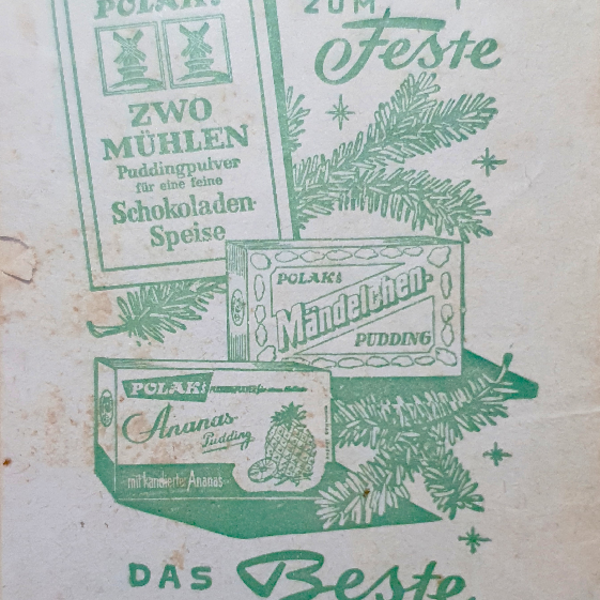 POLAK's
ZWO
MÜHLEN
Puddingpulver
für eine feine
Schokoladen-
Speise
ZUM
Feste
POLAK's
Mändelchen-
PUDDING
POLAK's
Ananas-
Pudding
mit kandierter Ananas
DAS Beste